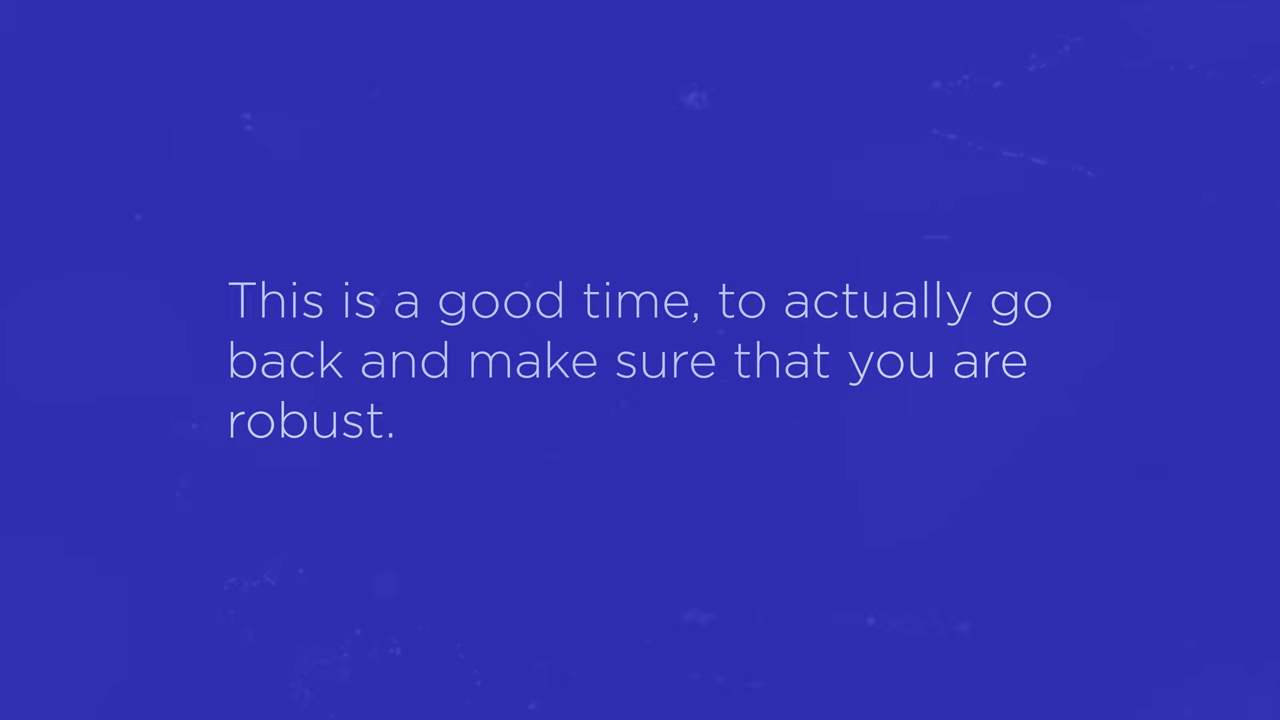 This is a good time, to actually go
back and make sure that you are
robust.